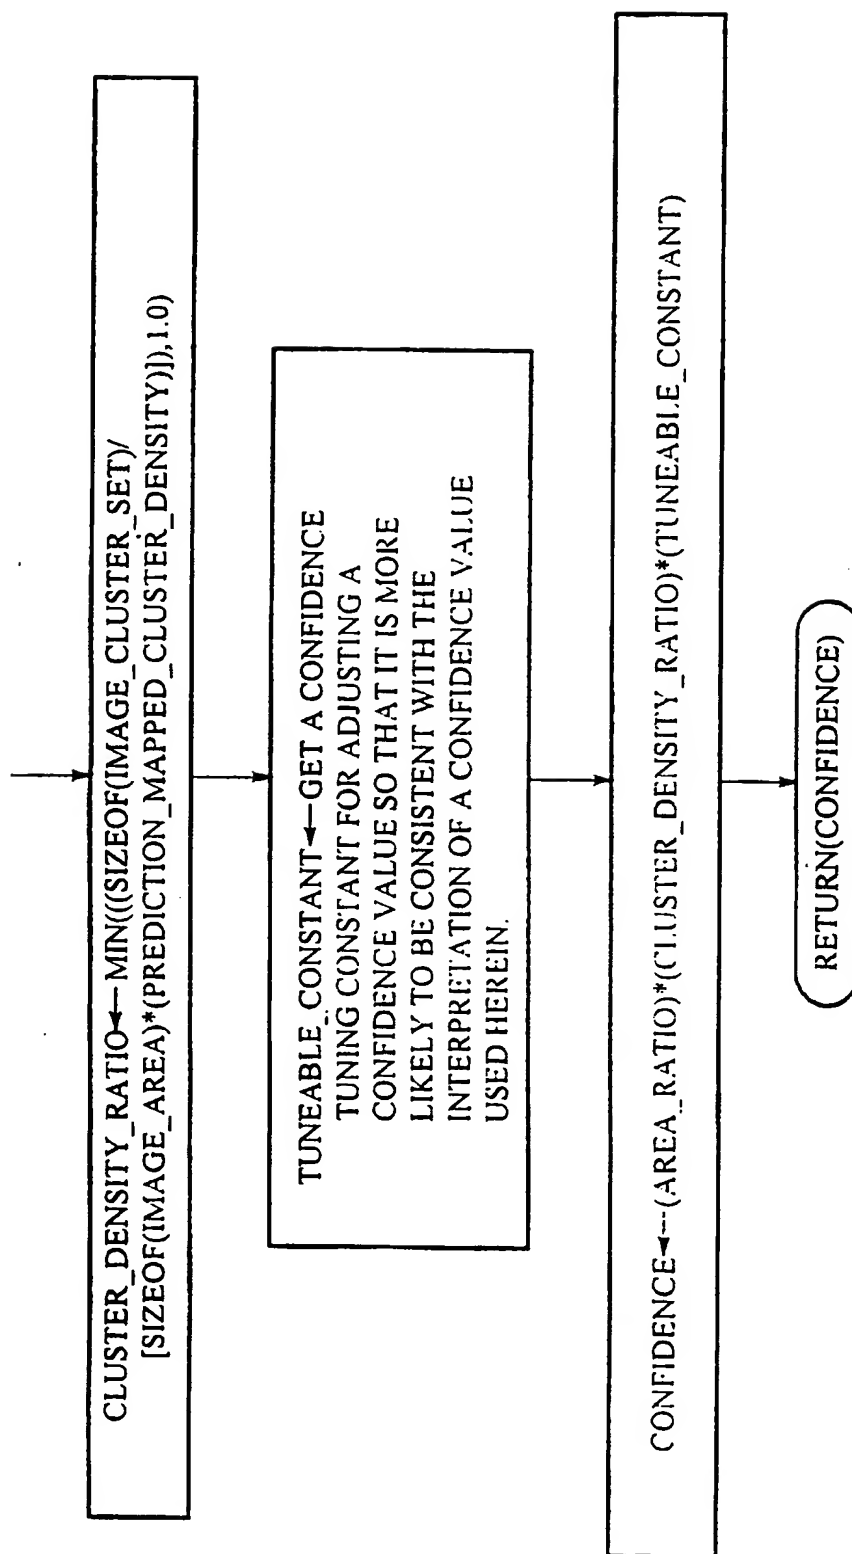 CLUSTER_DENSITY_RATIO←MIN(((SIZEOF(IMAGE_CLUSTER_SET)/
[SIZEOF(IMAGE_AREA)*(PREDICTION_MAPPED_CLUSTER_DENSITY)]),1.0)
TUNEABLE_CONSTANT←GET A CONFIDENCE
TUNING CONSTANT FOR ADJUSTING A
CONFIDENCE VALUE SO THAT IT IS MORE
LIKELY TO BE CONSISTENT WITH THE
INTERPRETATION OF A CONFIDENCE VALUE
USED HEREIN.
CONFIDENCE←(AREA_RATIO)*(CLUSTER_DENSITY_RATIO)*(TUNEABLE_CONSTANT)
RETURN(CONFIDENCE)